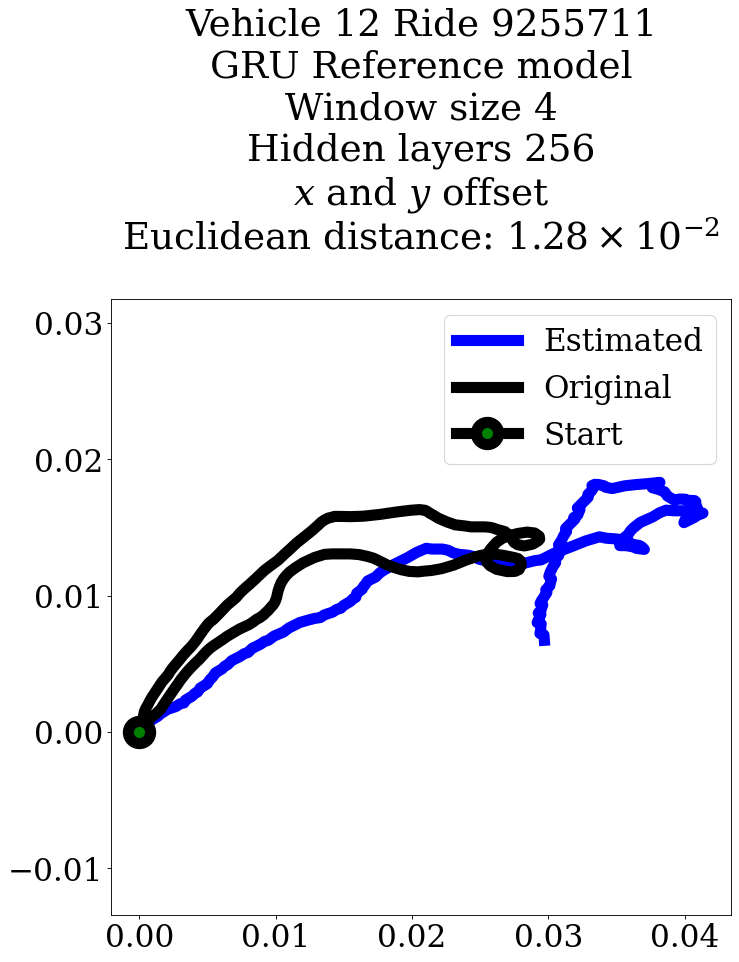 Vehicle 12 Ride 9255711
GRU Reference model
Window size 4
Hidden layers 256
x and y offset
Euclidean distance: 1.28 × 10⁻²
Estimated
Original
Start
0.03
0.02
0.01
0.00
−0.01
0.00 0.01 0.02 0.03 0.04